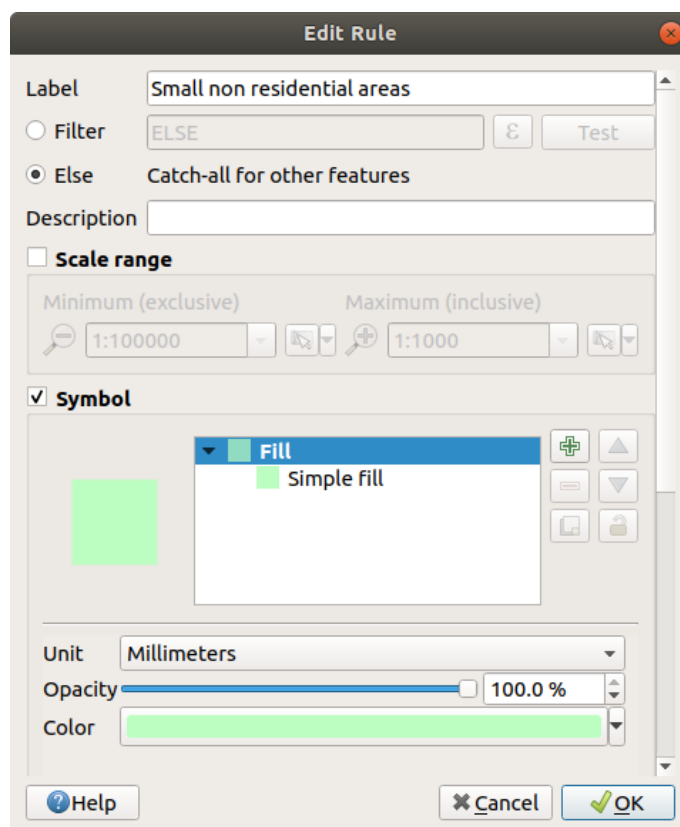 Edit Rule
Label Small non residential areas
Filter ELSE ε Test
Else Catch-all for other features
Description
Scale range
Minimum (exclusive) Maximum (inclusive)
1:100000 1:1000
Symbol
Fill
Simple fill
Unit Millimeters
Opacity 100.0 %
Color
Help Cancel OK